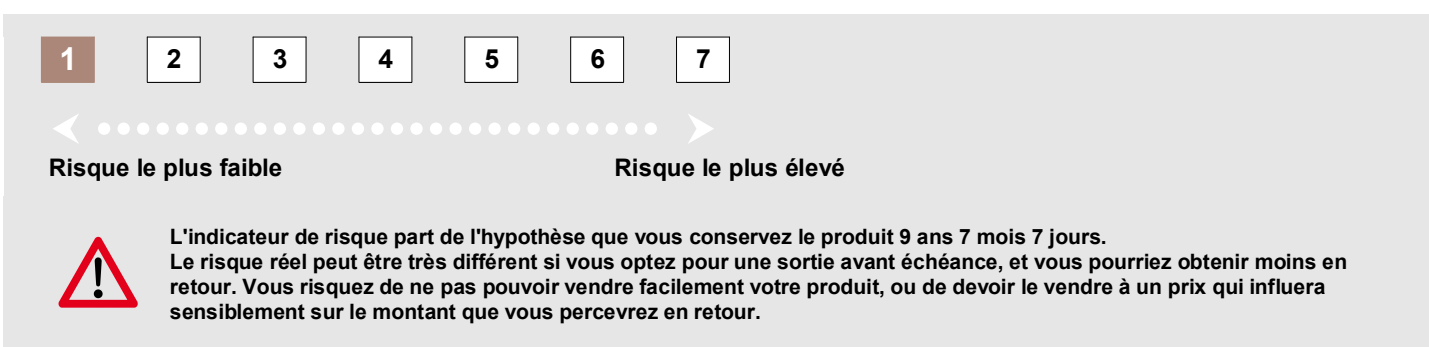 1 2 3 4 5 6 7
Risque le plus faible Risque le plus élevé
L'indicateur de risque part de l'hypothèse que vous conservez le produit 9 ans 7 mois 7 jours.
Le risque réel peut être très différent si vous optez pour une sortie avant échéance, et vous pourriez obtenir moins en
retour. Vous risquez de ne pas pouvoir vendre facilement votre produit, ou de devoir le vendre à un prix qui influera
sensiblement sur le montant que vous percevrez en retour.